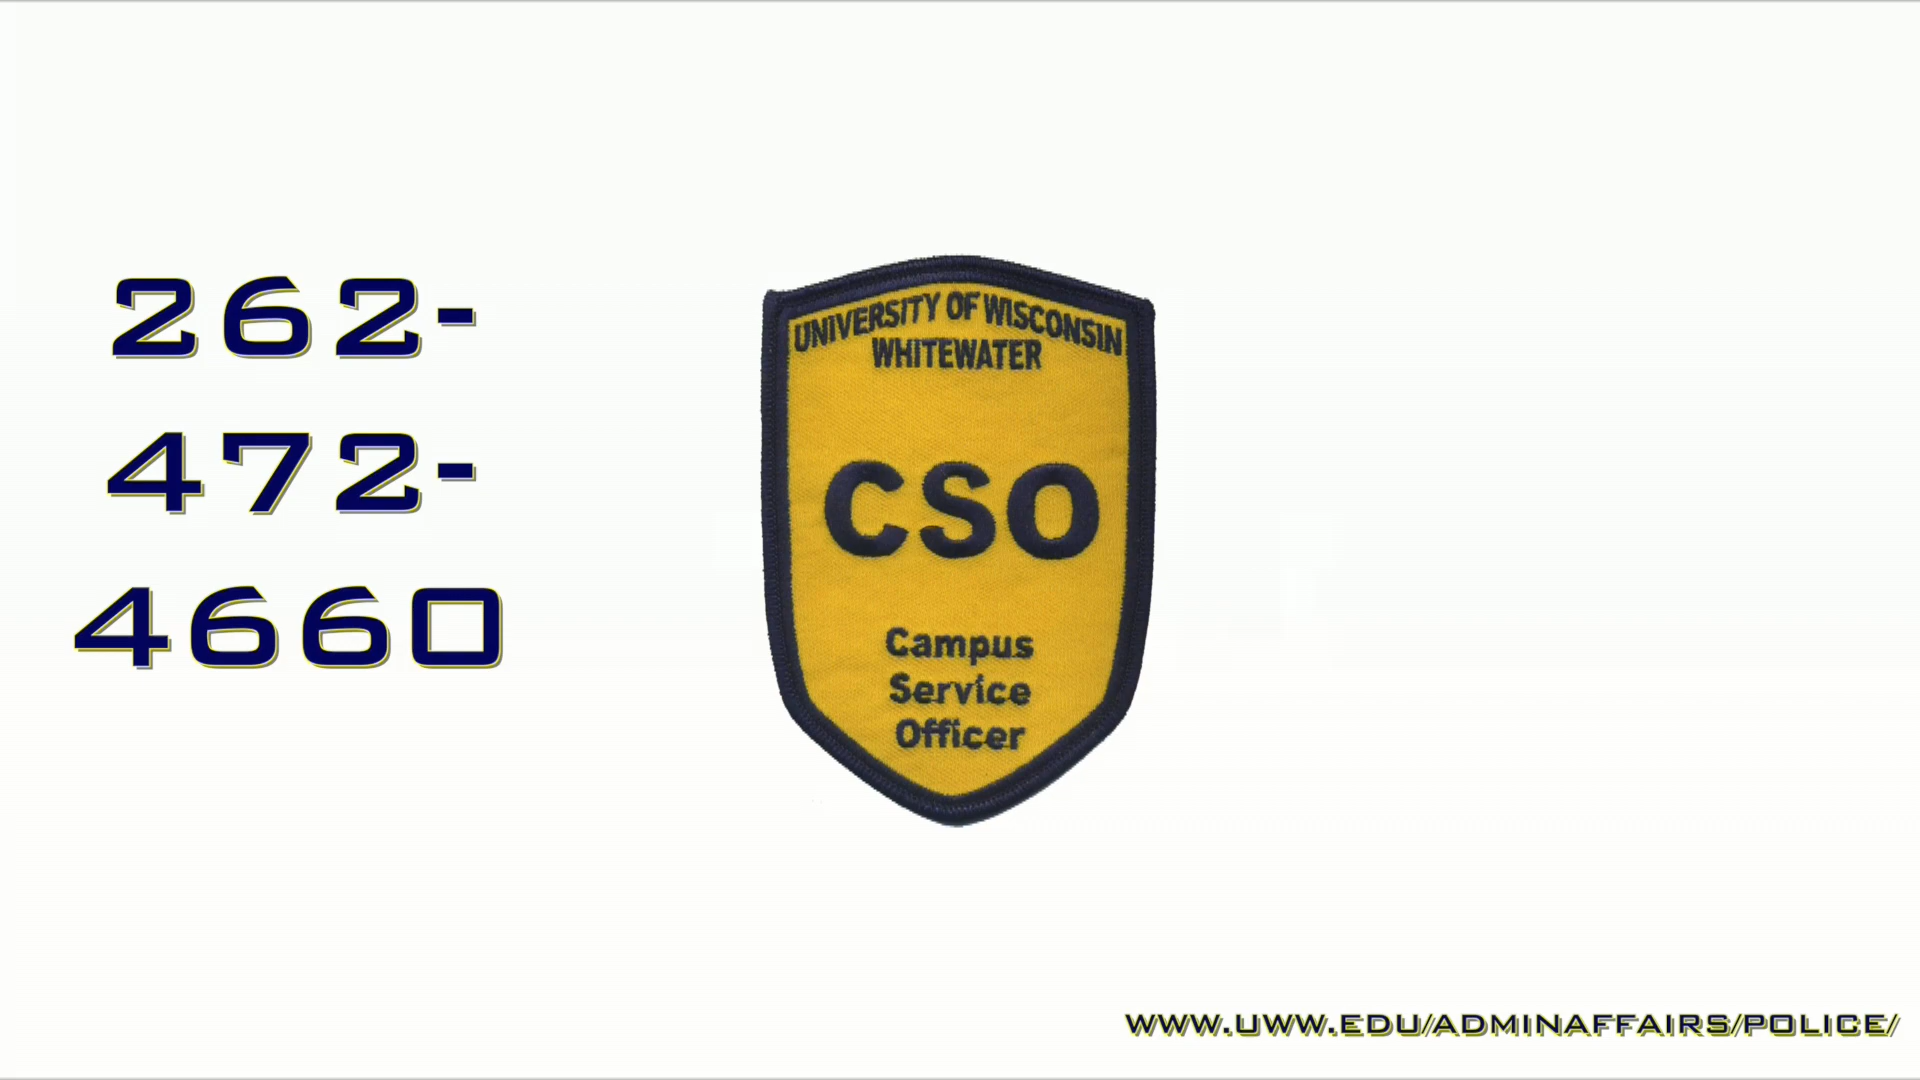 262-
472-
4660
UNIVERSITY OF WISCONSIN
WHITEWATER
CSO
Campus
Service
Officer
WWW.UWW.EDU/ADMINAFFAIRS/POLICE/